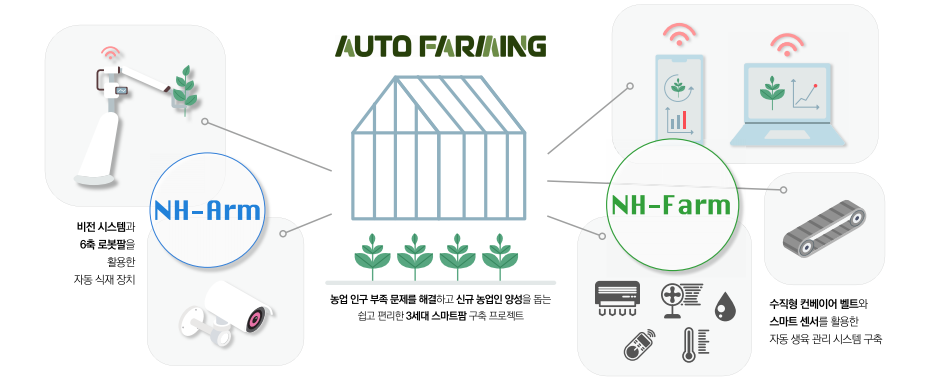 AUTO FARMING
NH-Arm
비전 시스템과
6축 로봇팔을
활용한
자동 식재 장치
농업 인구 부족 문제를 해결하고 신규 농업인 양성을 돕는
쉽고 편리한 3세대 스마트팜 구축 프로젝트
NH-Farm
수직형 컨베이어 벨트와
스마트 센서를 활용한
자동 생육 관리 시스템 구축